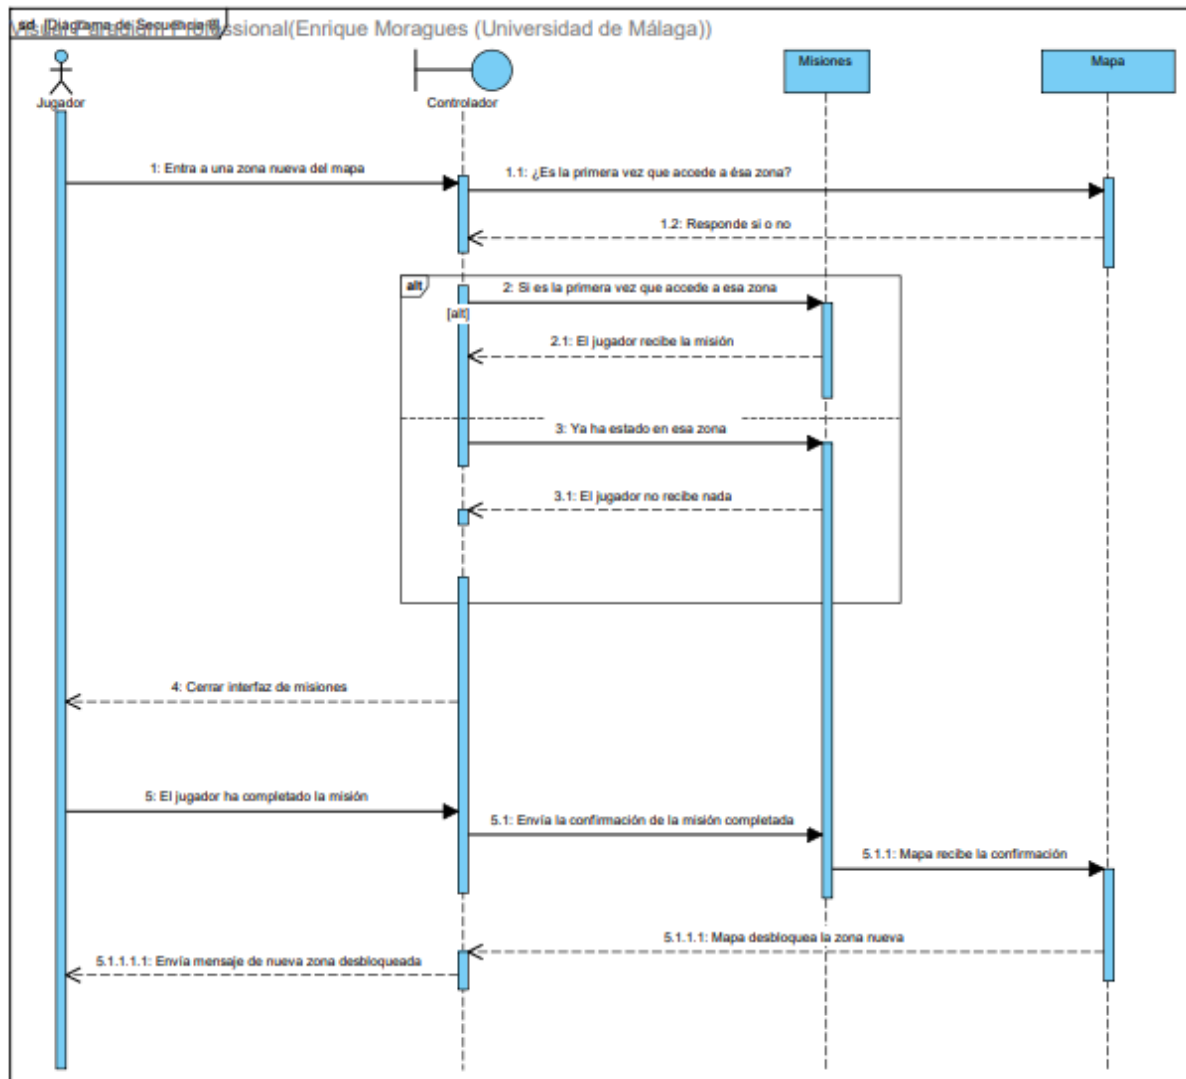 sd [Diagrama de Secuencia
ssional(Enrique Moragues (Universidad de Málaga))
Jugador
Controlador
Misiones
Mapa
1: Entra a una zona nueva del mapa
1.1: ¿Es la primera vez que accede a ésa zona?
1.2: Responde si o no
alt
2: Si es la primera vez que accede a esa zona
[alt]
2.1: El jugador recibe la misión
3: Ya ha estado en esa zona
3.1: El jugador no recibe nada
4: Cerrar interfaz de misiones
5: El jugador ha completado la misión
5.1: Envía la confirmación de la misión completada
5.1.1: Mapa recibe la confirmación
5.1.1.1: Mapa desbloquea la zona nueva
5.1.1.1.1: Envía mensaje de nueva zona desbloqueada